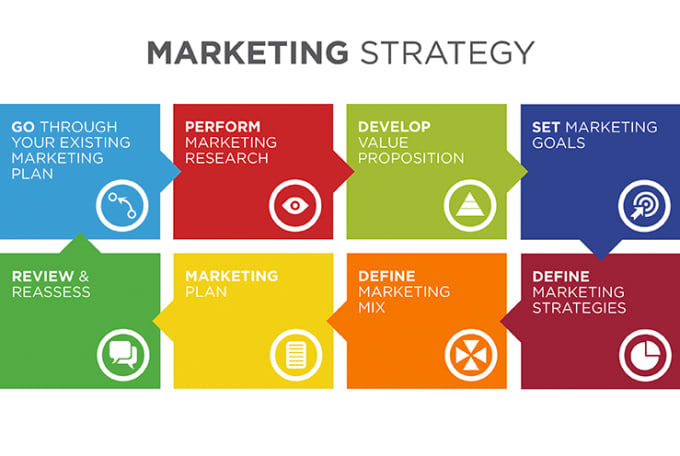 MARKETING STRATEGY
GO THROUGH
YOUR EXISTING
MARKETING
PLAN
PERFORM
MARKETING
RESEARCH
DEVELOP
VALUE
PROPOSITION
SET MARKETING
GOALS
REVIEW &
REASSESS
MARKETING
PLAN
DEFINE
MARKETING
MIX
DEFINE
MARKETING
STRATEGIES